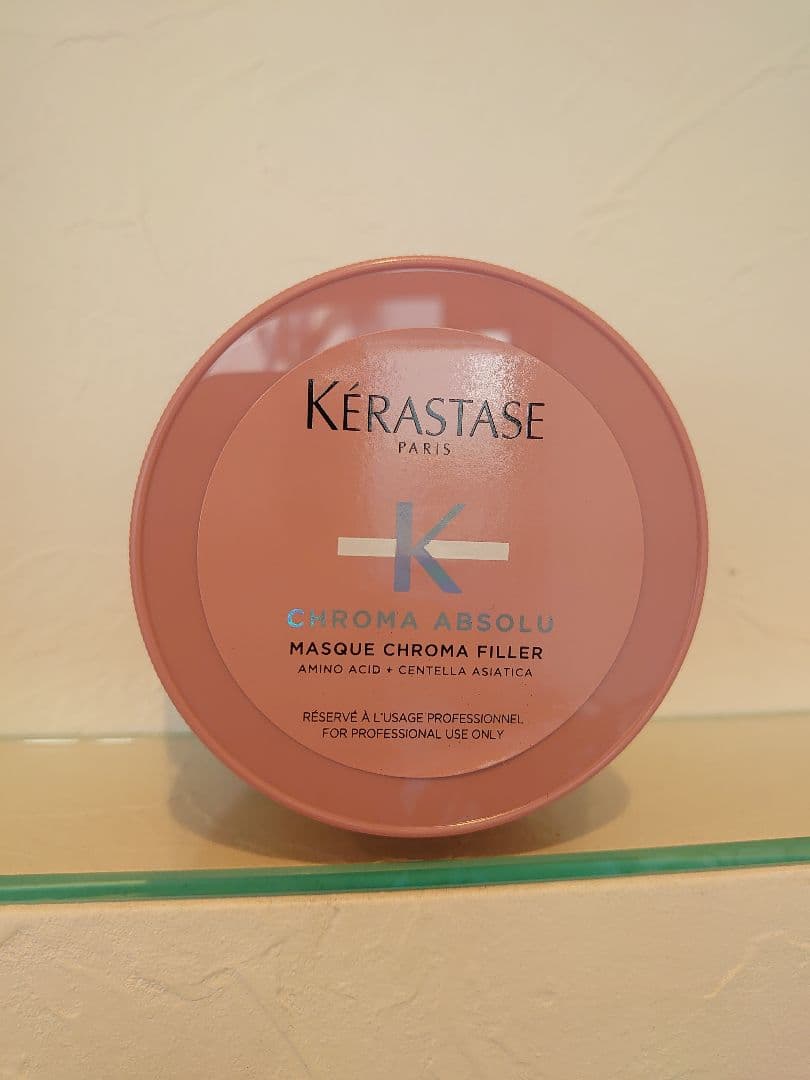 KÉRASTASE
PARIS
K
CHROMA ABSOLU
MASQUE CHROMA FILLER
AMINO ACID + CENTELLA ASIATICA
RÉSERVÉ À L'USAGE PROFESSIONNEL
FOR PROFESSIONAL USE ONLY